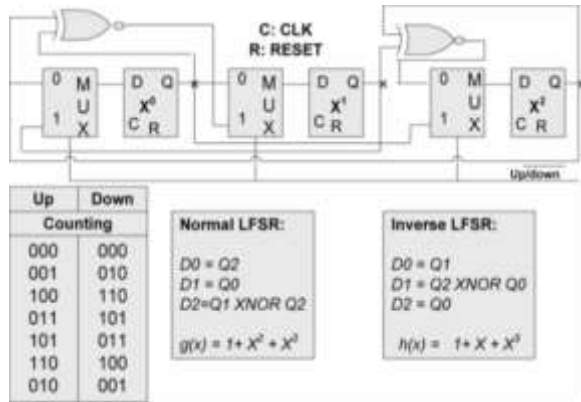 C: CLK
R: RESET
0 M U X 1
D Q X⁰ C R
0 M U X 1
D Q X¹ C R
0 M U X 1
D Q X² C R
Up/down
Up Down
Counting
000 000
001 010
100 110
011 101
101 011
110 100
010 001
Normal LFSR:
D0 = Q2
D1 = Q0
D2=Q1 XNOR Q2
g(x) = 1+ X² + X³
Inverse LFSR:
D0 = Q1
D1 = Q2 XNOR Q0
D2 = Q0
h(x) = 1+ X + X³